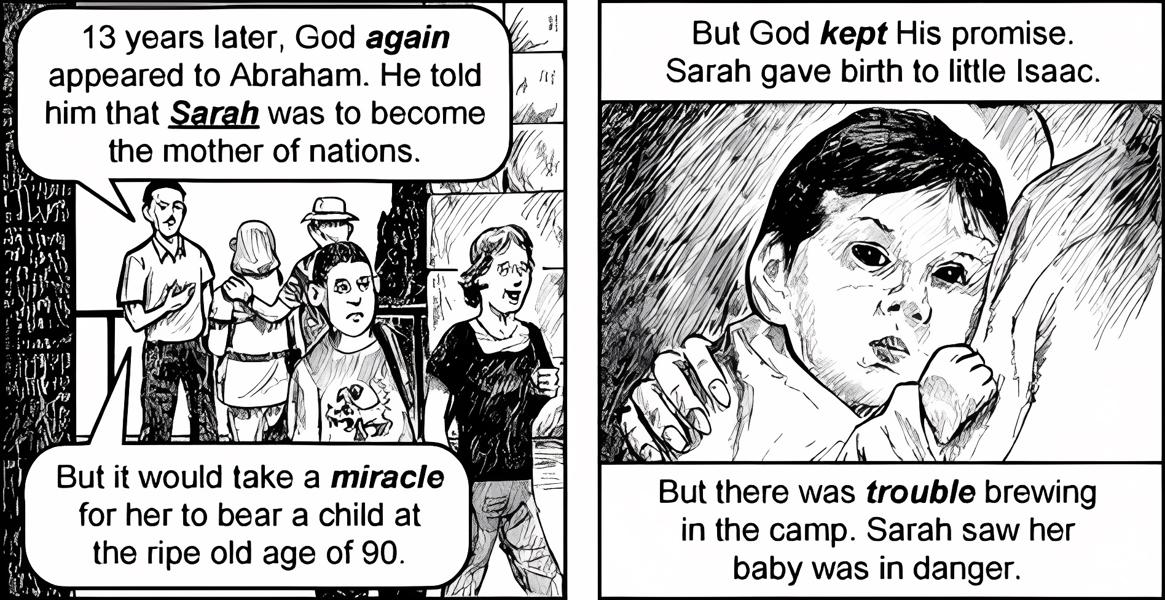 13 years later, God again
appeared to Abraham. He told
him that Sarah was to become
the mother of nations.
But it would take a miracle
for her to bear a child at
the ripe old age of 90.
But God kept His promise.
Sarah gave birth to little Isaac.
But there was trouble brewing
in the camp. Sarah saw her
baby was in danger.